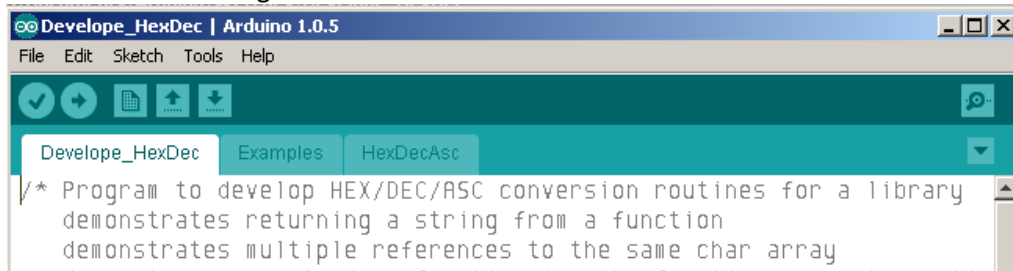 Develope_HexDec | Arduino 1.0.5
File Edit Sketch Tools Help
Develope_HexDec Examples HexDecAsc
/* Program to develop HEX/DEC/ASC conversion routines for a library
demonstrates returning a string from a function
demonstrates multiple references to the same char array